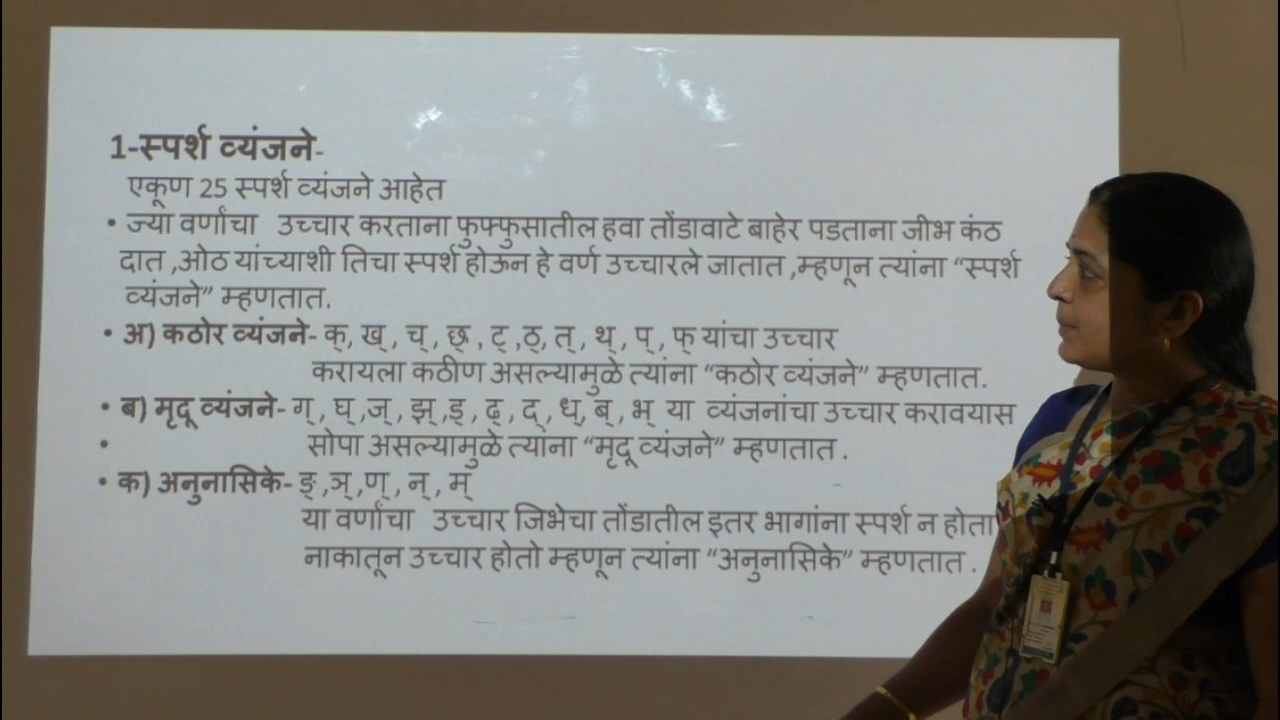 1-स्पर्श व्यंजने-
एकूण 25 स्पर्श व्यंजने आहेत
• ज्या वर्णांचा उच्चार करताना फुफ्फुसातील हवा तोंडावाटे बाहेर पडताना जीभ कंठ
दात ,ओठ यांच्याशी तिचा स्पर्श होऊन हे वर्ण उच्चारले जातात ,म्हणून त्यांना “स्पर्श
व्यंजने” म्हणतात.
• अ) कठोर व्यंजने- क्, ख् , च् , छ् , ट् ,ठ्, त् , थ् , प् , फ् यांचा उच्चार
करायला कठीण असल्यामुळे त्यांना “कठोर व्यंजने” म्हणतात.
• ब) मृदू व्यंजने- ग् , घ् ,ज् , झ् ,ड् , ढ् , द् , ध्, ब् , भ् या व्यंजनांचा उच्चार करावयास
• सोपा असल्यामुळे त्यांना “मृदू व्यंजने” म्हणतात .
• क) अनुनासिके- ङ् ,ञ् ,ण् , न् , म्
या वर्णांचा उच्चार जिभेचा तोंडातील इतर भागांना स्पर्श न होता
नाकातून उच्चार होतो म्हणून त्यांना “अनुनासिके” म्हणतात .